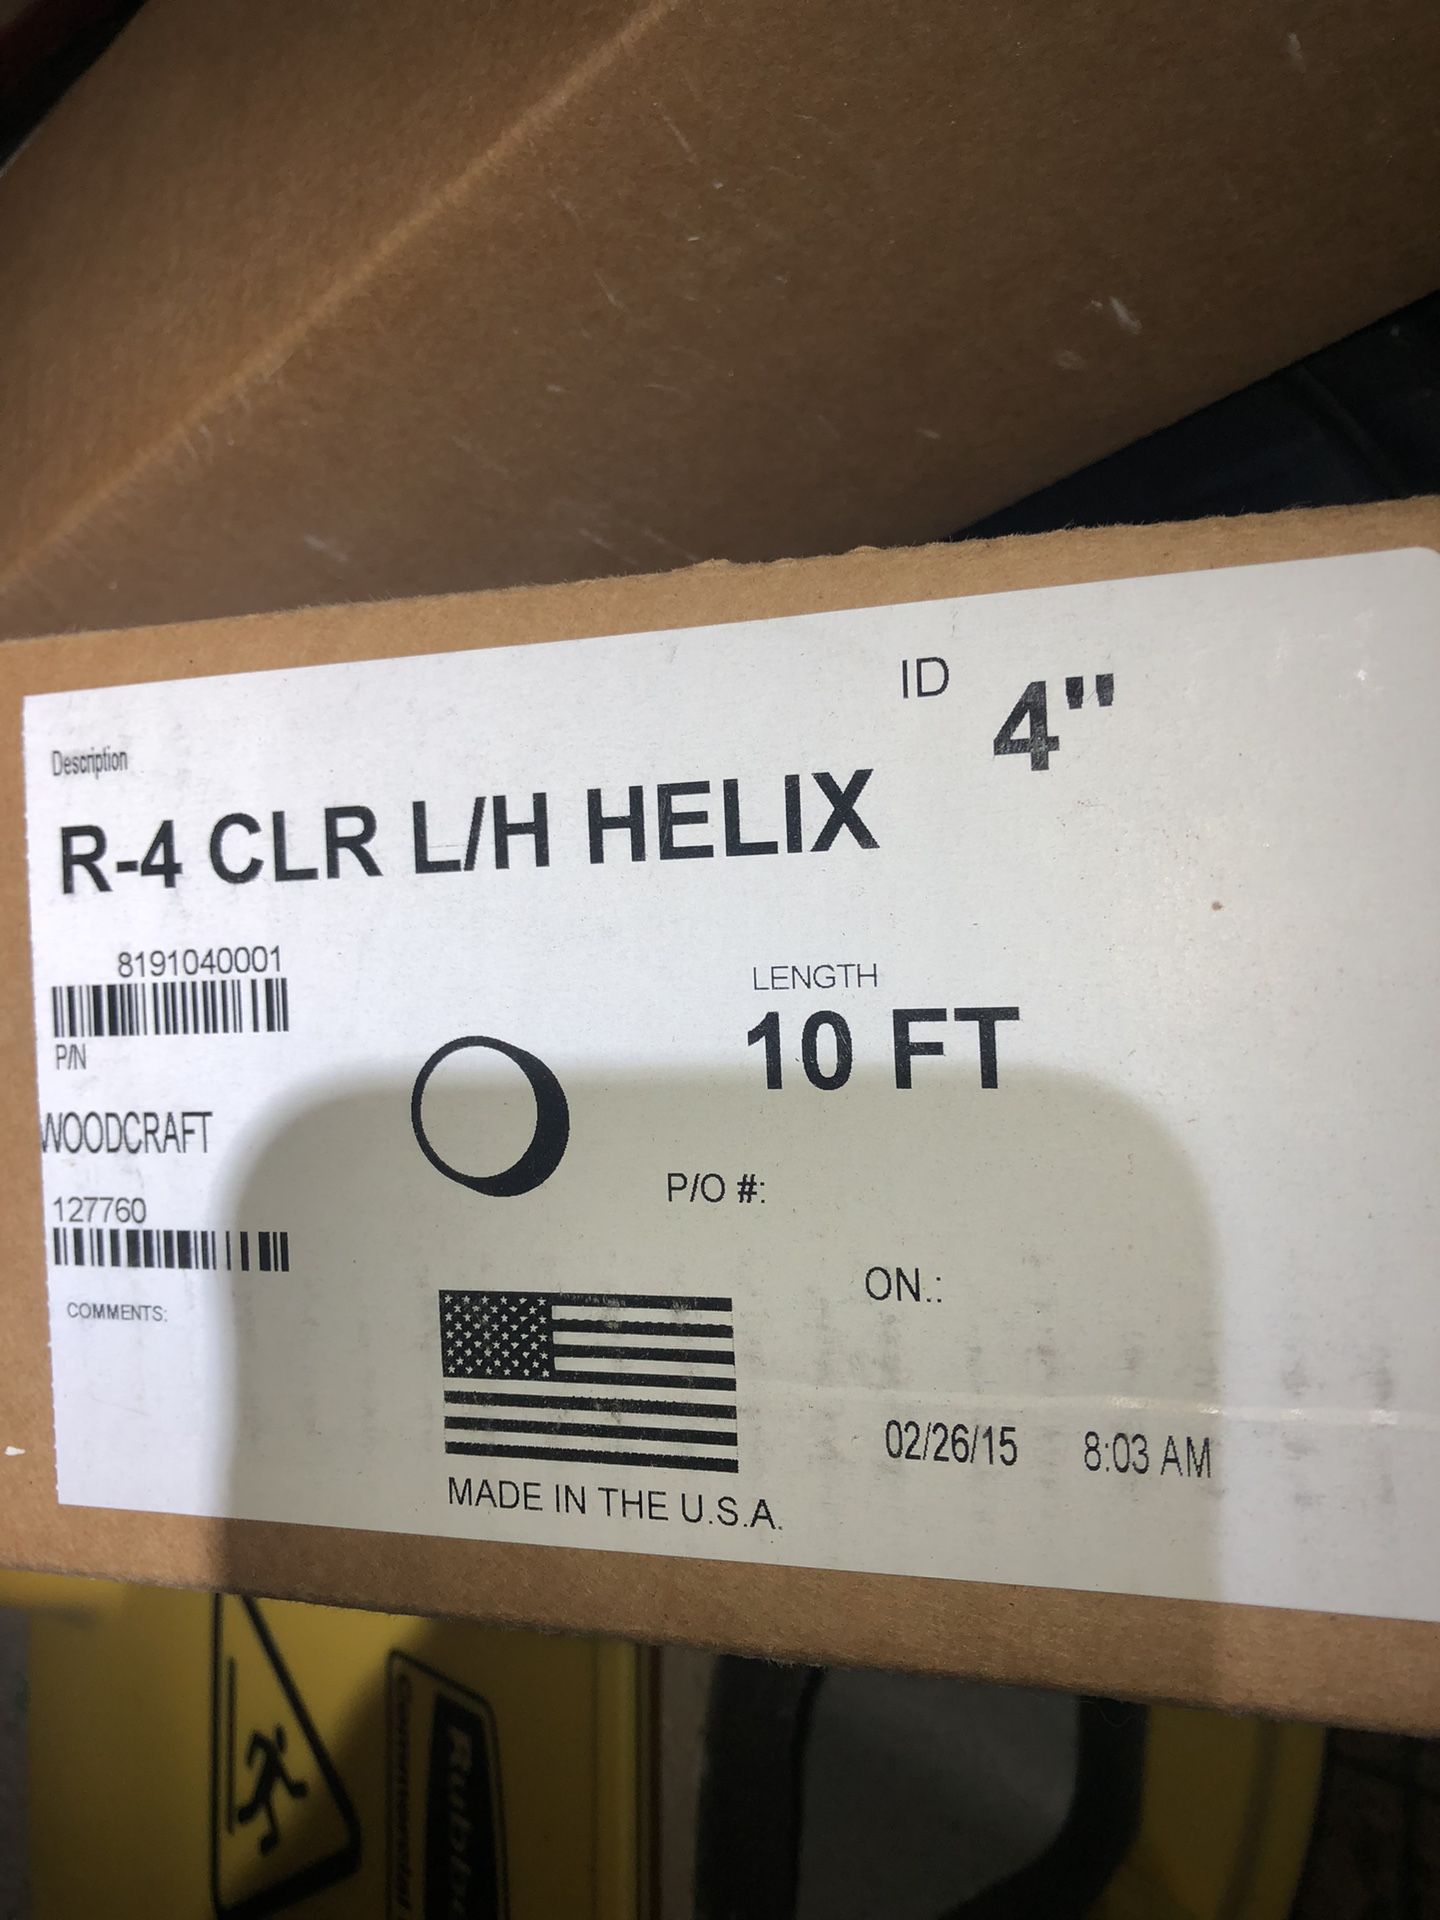 ID 4"
Description
R-4 CLR L/H HELIX
8191040001
P/N
LENGTH
10 FT
WOODCRAFT
P/O #:
127760
ON.:
COMMENTS:
02/26/15 8:03 AM
MADE IN THE U.S.A.
Commercial